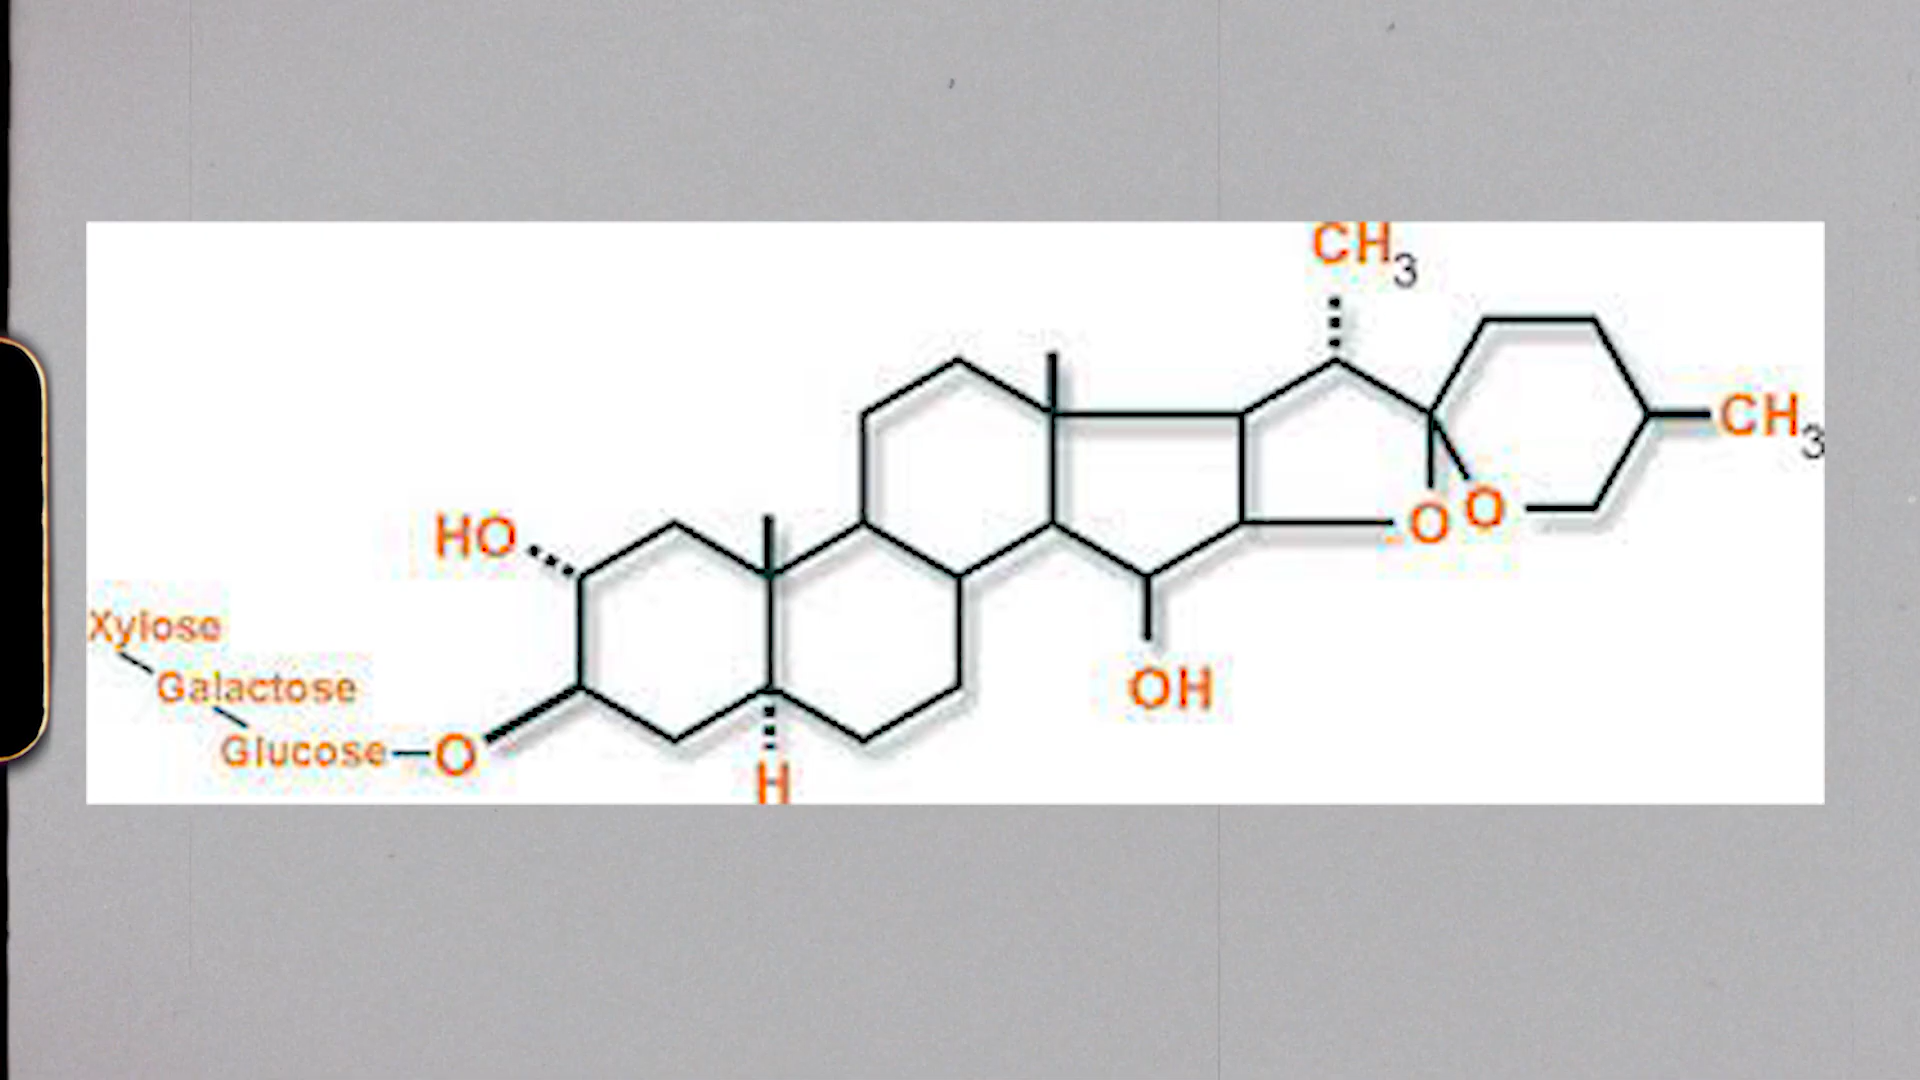 CH3
CH3
HO
O
O
Xylose
Galactose
OH
Glucose
O
H